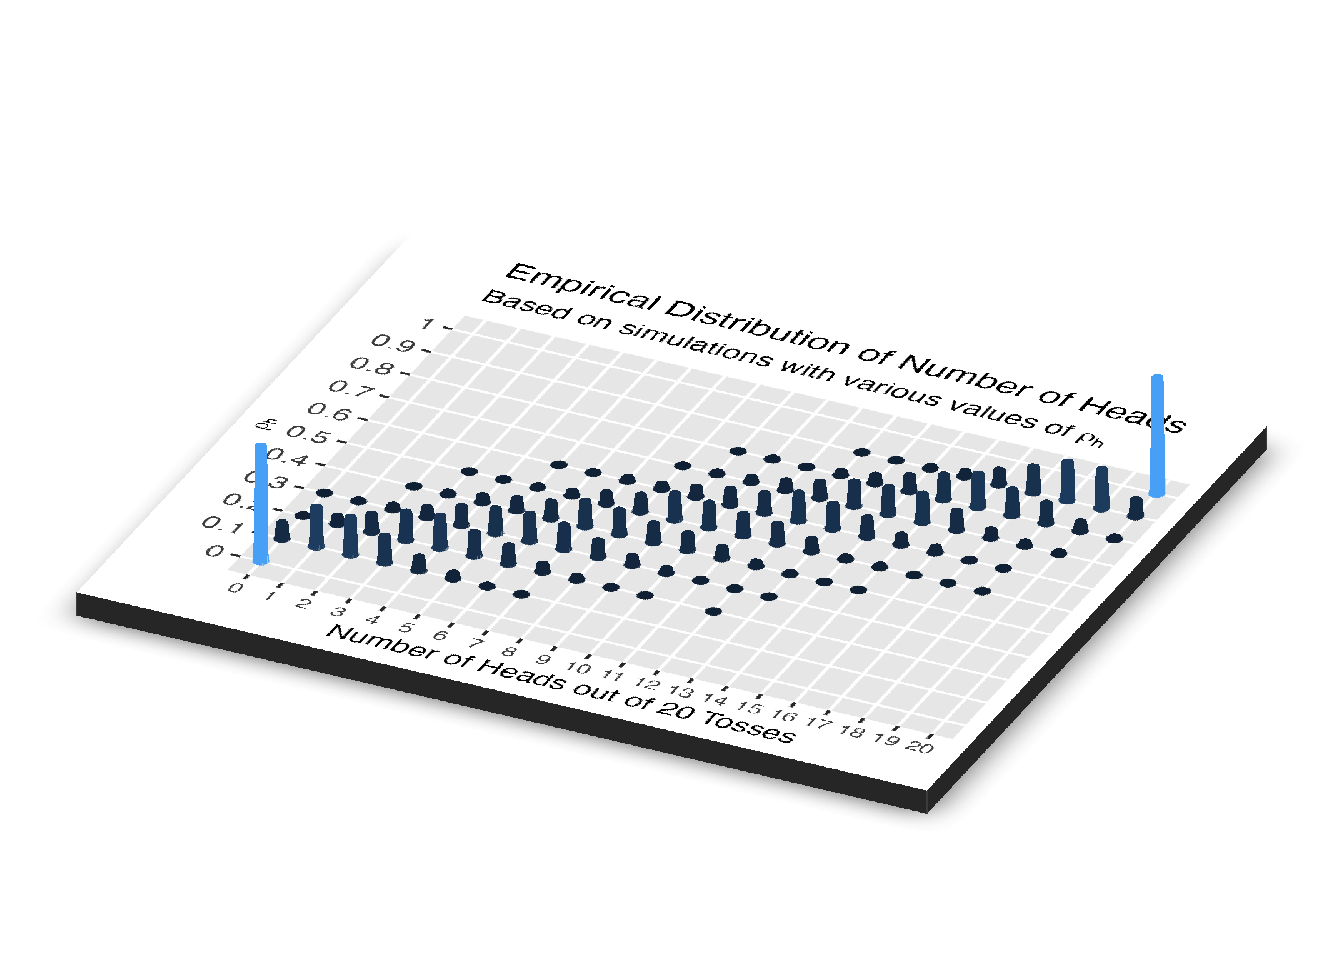 Empirical Distribution of Number of Heads
Based on simulations with various values of ρh
1
0.9
0.8
0.7
0.6
0.5
0.4
0.3
0.2
0.1
0
0 1 2 3 4 5 6 7 8 9 10 11 12 13 14 15 16 17 18 19 20
Number of Heads out of 20 Tosses